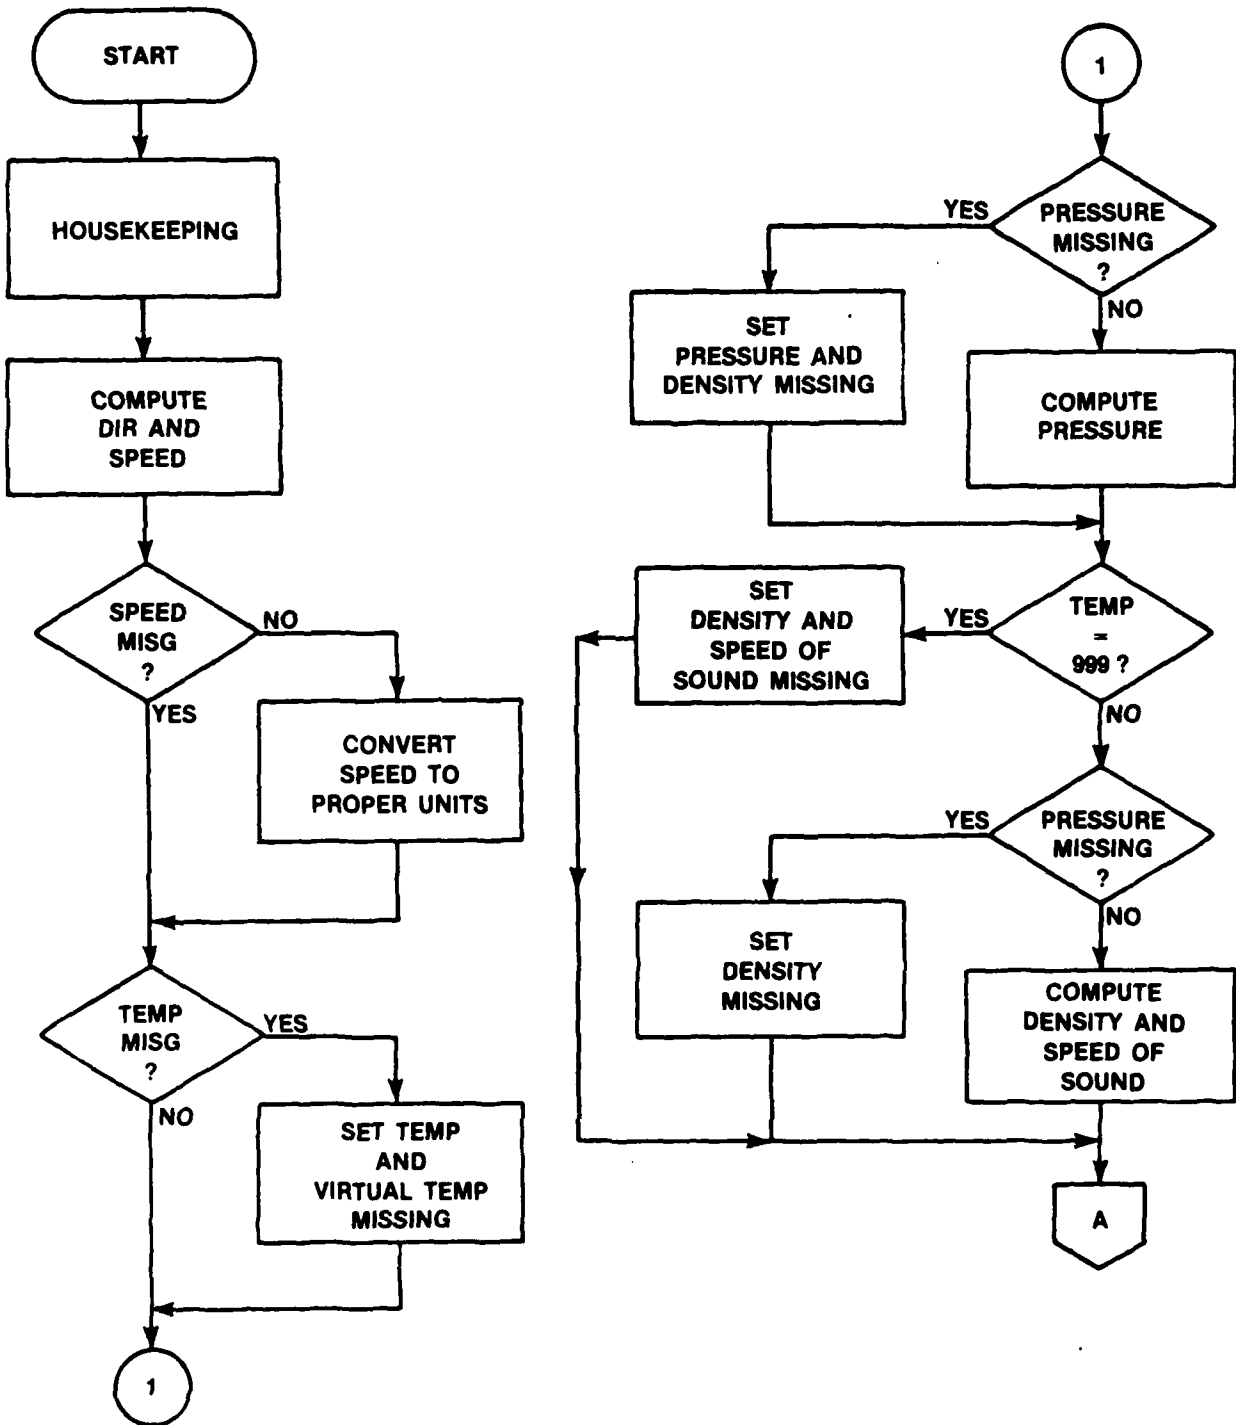 START
HOUSEKEEPING
COMPUTE
DIR AND
SPEED
SPEED
MISG
?
NO
YES
CONVERT
SPEED TO
PROPER UNITS
TEMP
MISG
?
YES
NO
SET TEMP
AND
VIRTUAL TEMP
MISSING
1
1
PRESSURE
MISSING
?
YES
NO
SET
PRESSURE AND
DENSITY MISSING
COMPUTE
PRESSURE
TEMP
=
999 ?
YES
NO
SET
DENSITY AND
SPEED OF
SOUND MISSING
PRESSURE
MISSING
?
YES
NO
SET
DENSITY
MISSING
COMPUTE
DENSITY AND
SPEED OF
SOUND
A